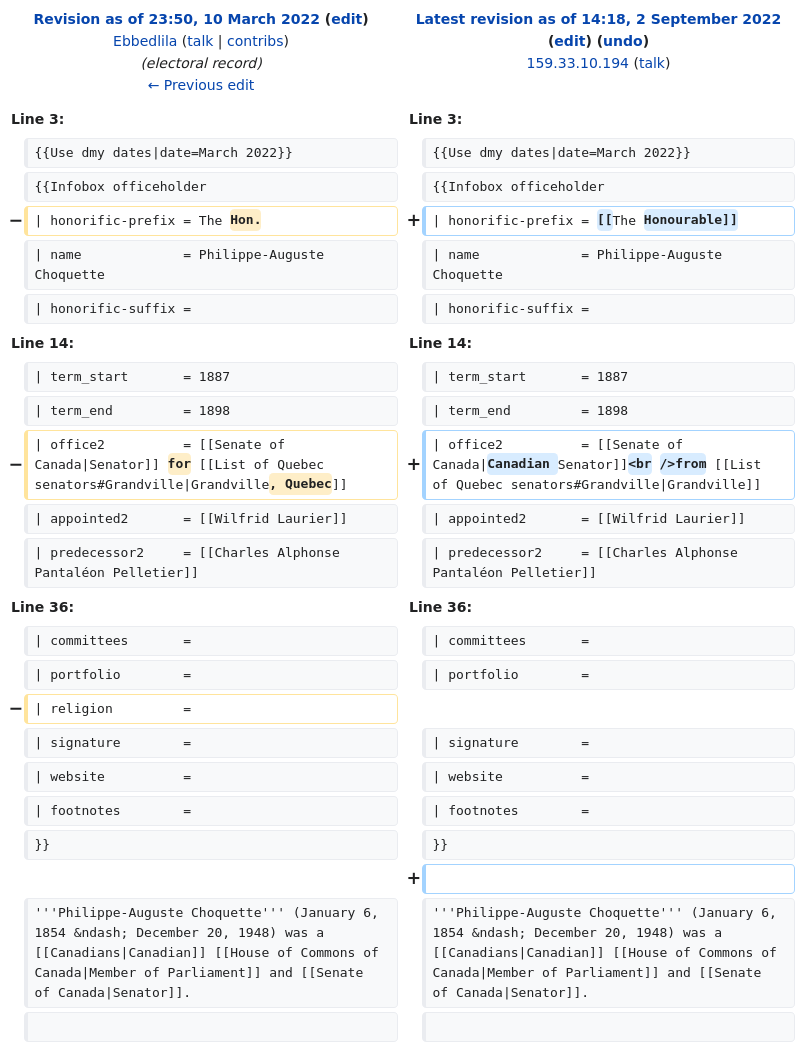 Revision as of 23:50, 10 March 2022 (edit)
Ebbedlila (talk | contribs)
(electoral record)
← Previous edit
Latest revision as of 14:18, 2 September 2022
(edit) (undo)
159.33.10.194 (talk)
Line 3:
Line 3:
{{Use dmy dates|date=March 2022}}
{{Use dmy dates|date=March 2022}}
{{Infobox officeholder
{{Infobox officeholder
− | honorific-prefix = The Hon.
+ | honorific-prefix = [[The Honourable]]
| name             = Philippe-Auguste
Choquette
| name             = Philippe-Auguste
Choquette
| honorific-suffix =
| honorific-suffix =
Line 14:
Line 14:
| term_start       = 1887
| term_start       = 1887
| term_end         = 1898
| term_end         = 1898
− | office2          = [[Senate of
Canada|Senator]] for [[List of Quebec
senators#Grandville|Grandville, Quebec]]
+ | office2          = [[Senate of
Canada|Canadian Senator]]<br />from [[List
of Quebec senators#Grandville|Grandville]]
| appointed2       = [[Wilfrid Laurier]]
| appointed2       = [[Wilfrid Laurier]]
| predecessor2     = [[Charles Alphonse
Pantaléon Pelletier]]
| predecessor2     = [[Charles Alphonse
Pantaléon Pelletier]]
Line 36:
Line 36:
| committees       =
| committees       =
| portfolio        =
| portfolio        =
− | religion         =
| signature        =
| signature        =
| website          =
| website          =
| footnotes        =
| footnotes        =
}}
}}
+
'''Philippe-Auguste Choquette''' (January 6,
1854 &ndash; December 20, 1948) was a
[[Canadians|Canadian]] [[House of Commons of
Canada|Member of Parliament]] and [[Senate
of Canada|Senator]].
'''Philippe-Auguste Choquette''' (January 6,
1854 &ndash; December 20, 1948) was a
[[Canadians|Canadian]] [[House of Commons of
Canada|Member of Parliament]] and [[Senate
of Canada|Senator]].